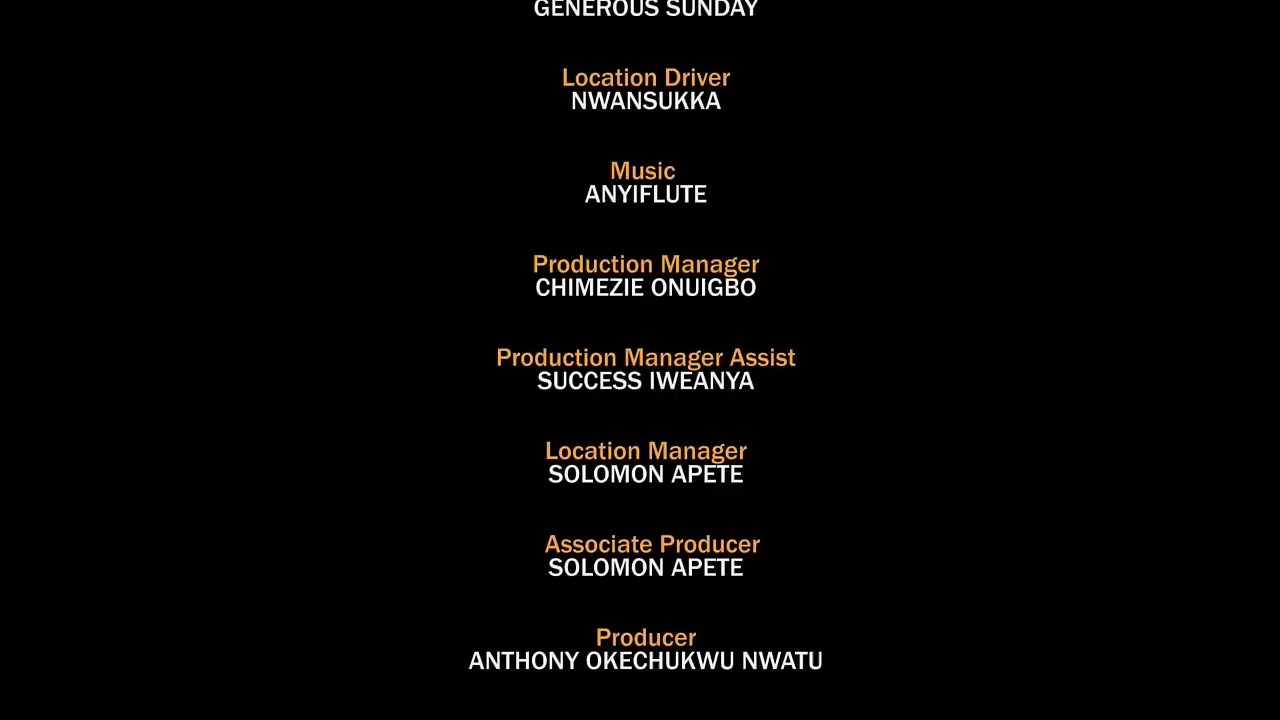 GENEROUS SUNDAY
Location Driver
NWANSUKKA
Music
ANYIFLUTE
Production Manager
CHIMEZIE ONUIGBO
Production Manager Assist
SUCCESS IWEANYA
Location Manager
SOLOMON APETE
Associate Producer
SOLOMON APETE
Producer
ANTHONY OKECHUKWU NWATU